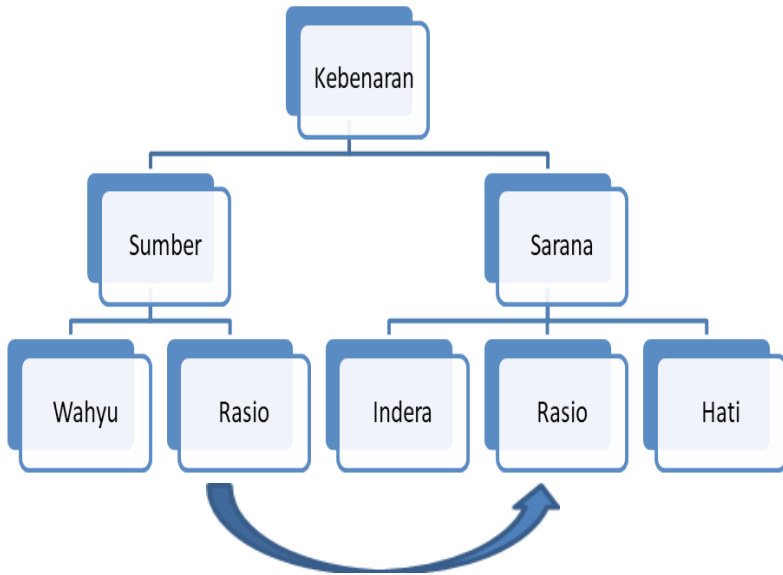 Kebenaran
Sumber
Sarana
Wahyu
Rasio
Indera
Rasio
Hati